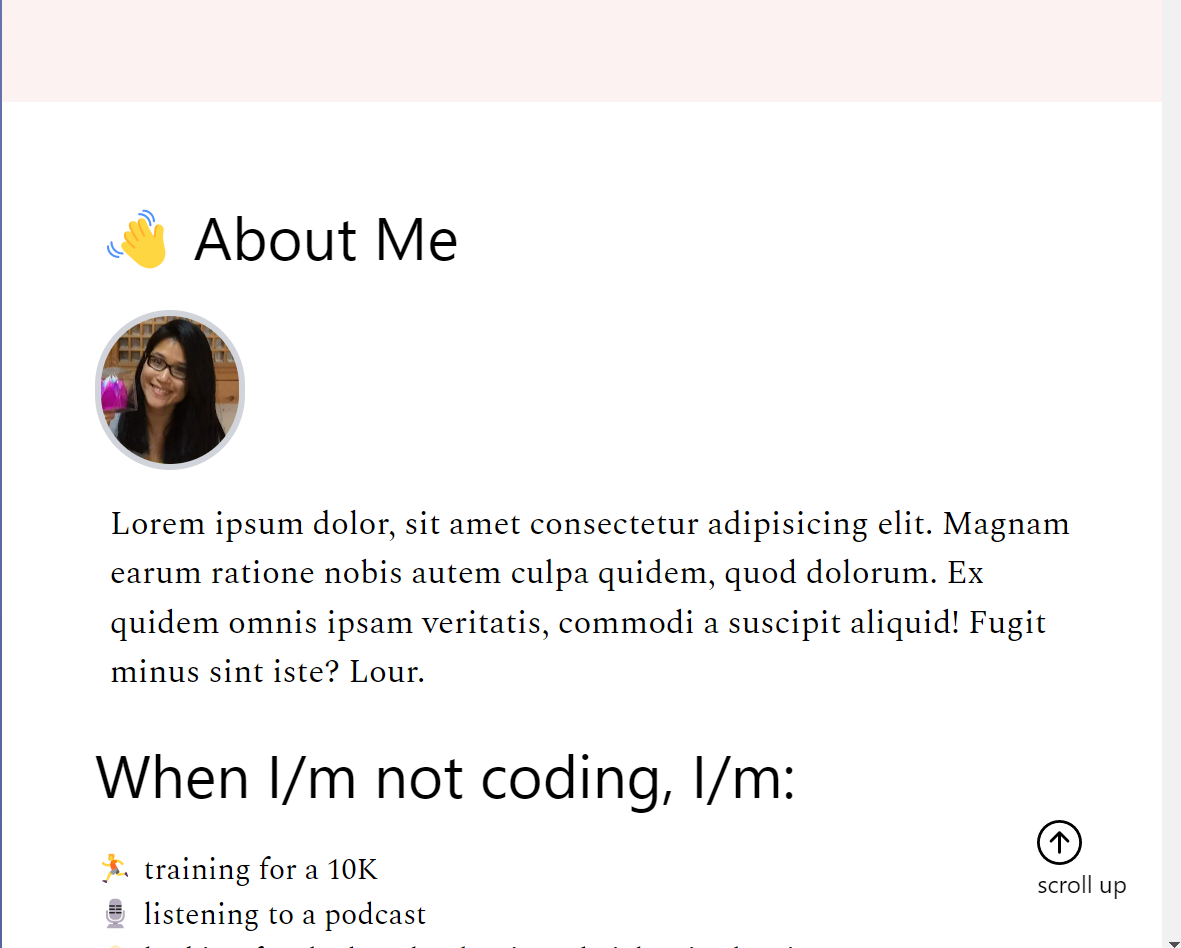 About Me
Lorem ipsum dolor, sit amet consectetur adipisicing elit. Magnam
earum ratione nobis autem culpa quidem, quod dolorum. Ex
quidem omnis ipsam veritatis, commodi a suscipit aliquid! Fugit
minus sint iste? Lour.
When I/m not coding, I/m:
training for a 10K
listening to a podcast
scroll up